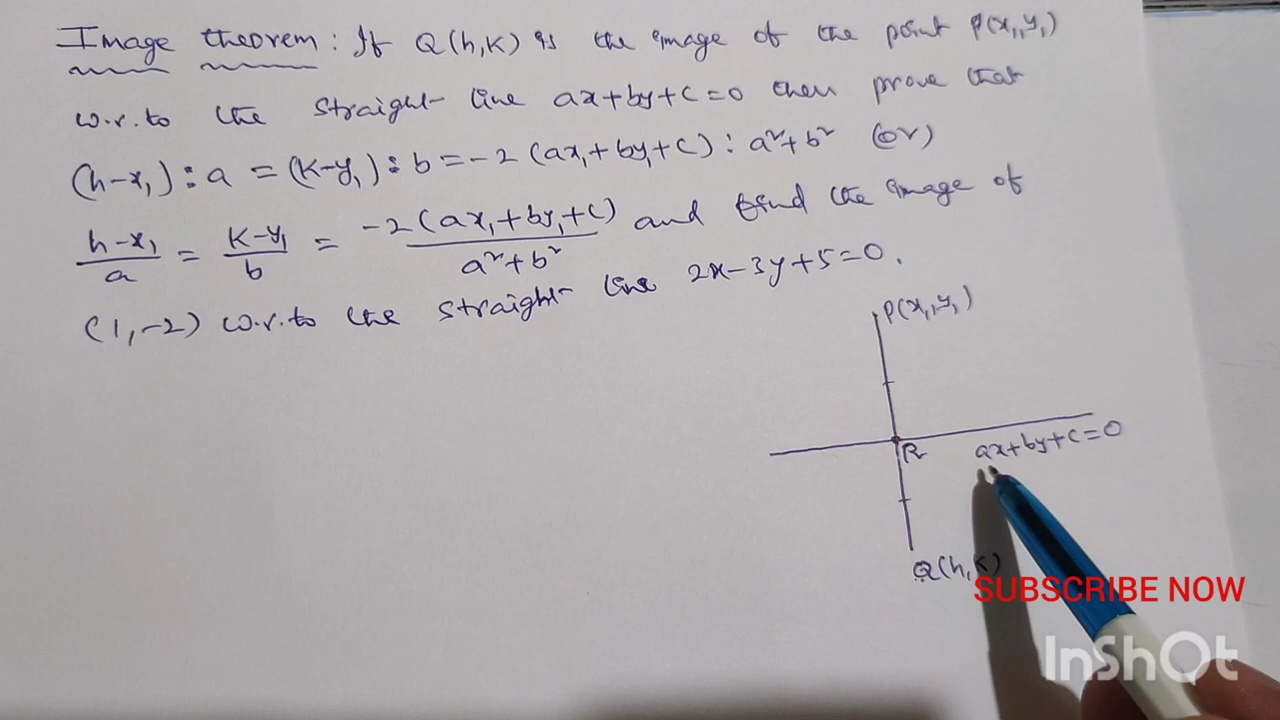 Image theorem: If Q(h,K) is the image of the point P(x₁,y₁)
w.r.to the straight line ax+by+c=0 then prove that
(h-x₁):a = (K-y₁):b = -2(ax₁+by₁+c): a²+b² (or)
(h-x₁)/a = (K-y₁)/b = -2(ax₁+by₁+c)/(a²+b²) and find the image of
(1,-2) w.r.to the straight line 2x-3y+5=0.
P(x₁,y₁)
R
ax+by+c=0
Q(h,K)
SUBSCRIBE NOW
InShOt